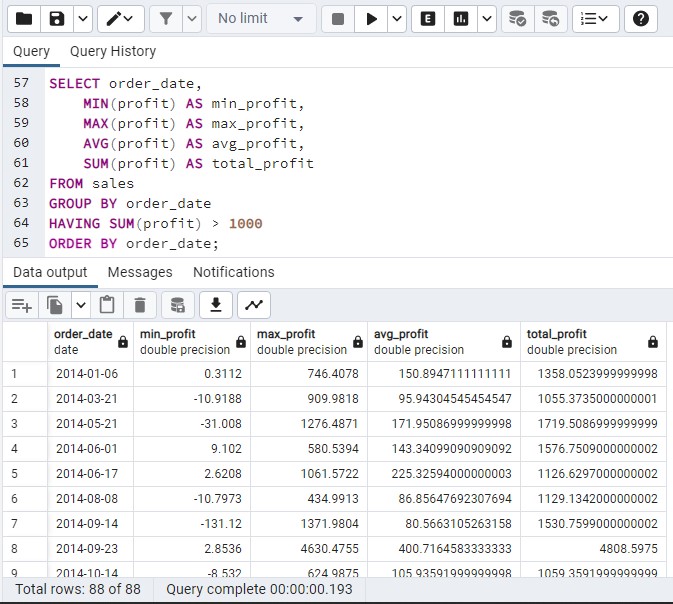 No limit
Query Query History
57 SELECT order_date,
58 MIN(profit) AS min_profit,
59 MAX(profit) AS max_profit,
60 AVG(profit) AS avg_profit,
61 SUM(profit) AS total_profit
62 FROM sales
63 GROUP BY order_date
64 HAVING SUM(profit) > 1000
65 ORDER BY order_date;
Data output Messages Notifications
order_date min_profit max_profit avg_profit total_profit
date double precision double precision double precision double precision
1 2014-01-06 0.3112 746.4078 150.8947111111111 1358.0523999999998
2 2014-03-21 -10.9188 909.9818 95.94304545454547 1055.3735000000001
3 2014-05-21 -31.008 1276.4871 171.95086999999998 1719.5086999999999
4 2014-06-01 9.102 580.5394 143.34099090909092 1576.7509000000002
5 2014-06-17 2.6208 1061.5722 225.32594000000003 1126.6297000000002
6 2014-08-08 -10.7973 434.9913 86.85647692307694 1129.1342000000002
7 2014-09-14 -131.12 1371.9804 80.5663105263158 1530.7599000000002
8 2014-09-23 2.8536 4630.4755 400.7164583333333 4808.5975
9 2014-10-14 -8.532 624.9875 105.93591999999998 1059.3591999999999
Total rows: 88 of 88 Query complete 00:00:00.193